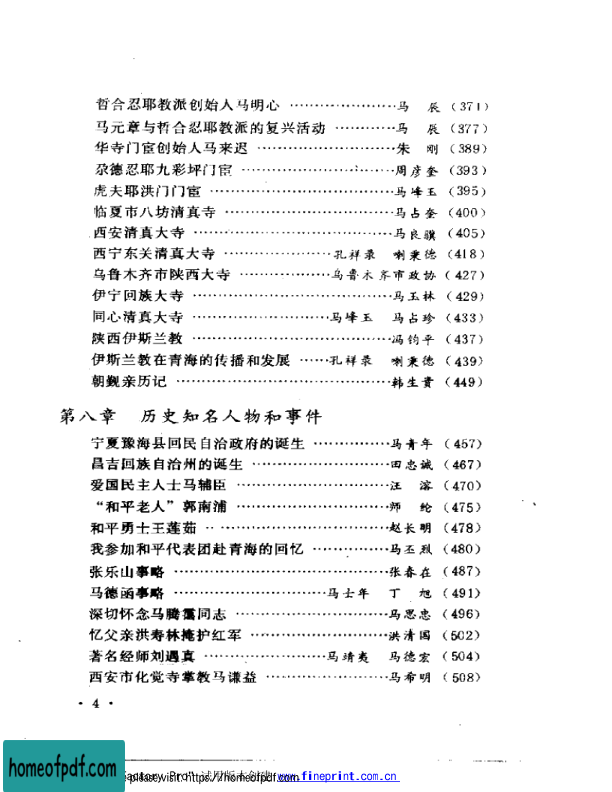 哲合忍耶教派创始人马明心 ………………马 辰（371）
马元章与哲合忍耶教派的复兴活动 …………马 辰（377）
华寺门宦创始人马来迟 ……………………朱 刚（389）
尕德忍耶九彩坪门宦 ………………………周彦奎（393）
虎夫耶洪门门宦 ……………………………马峰玉（395）
临夏市八坊清真寺 …………………………马占奎（400）
西安清真大寺 ………………………………马良骥（405）
西宁东关清真大寺 ………………孔祥录 喇秉德（418）
乌鲁木齐市陕西大寺 ……………乌鲁木齐市政协（427）
伊宁回族大寺 ………………………………马玉林（429）
同心清真大寺 ……………………马峰玉 马占珍（433）
陕西伊斯兰教 ………………………………冯钧平（437）
伊斯兰教在青海的传播和发展 ……孔祥录 喇秉德（439）
朝觐亲历记 …………………………………韩生贵（449）
第八章 历史知名人物和事件
宁夏豫海县回民自治政府的诞生 ……………马青年（457）
昌吉回族自治州的诞生 ……………………田忠诚（467）
爱国民主人士马辅臣 ………………………汪 溶（470）
“和平老人”郭南浦 …………………………师 纶（475）
和平勇士王莲茹 ……………………………赵长明（478）
我参加和平代表团赴青海的回忆 ……………马丕烈（480）
张乐山事略 …………………………………张春在（487）
马德函事略 ………………………马士年 丁 旭（491）
深切怀念马腾霭同志 ………………………马思忠（496）
忆父亲洪寿林掩护红军 ……………………洪清国（502）
著名经师刘遇真 …………………马靖夷 马德宏（504）
西安市化觉寺掌教马谦益 …………………马希明（508）
· 4 ·
homeofpdf.com
please visit: https://homeofpdf.com
www.fineprint.com.cn